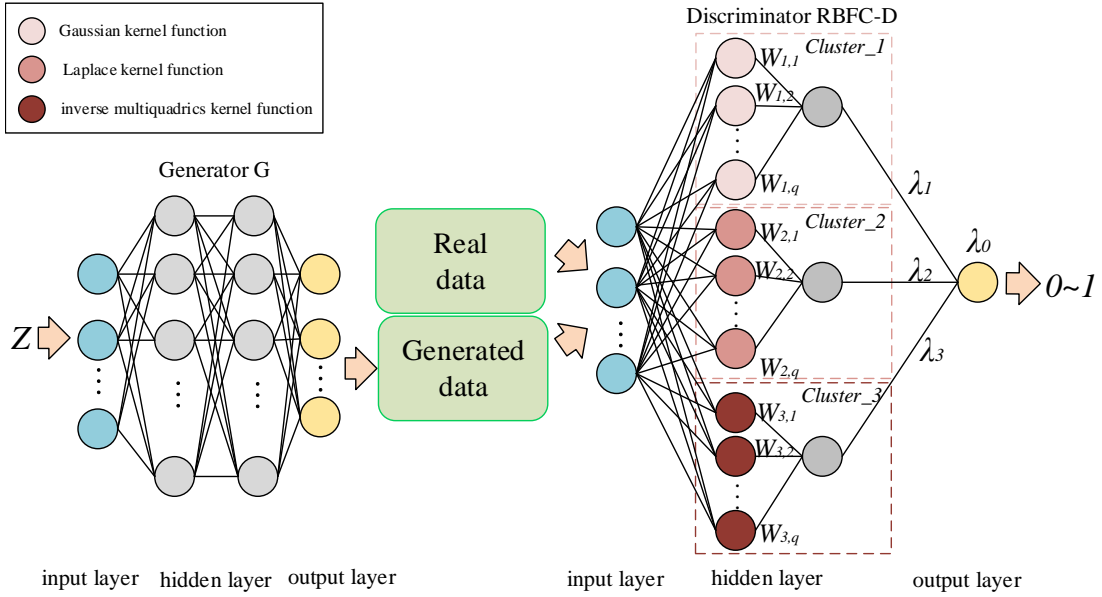 Gaussian kernel function
Laplace kernel function
inverse multiquadrics kernel function
Generator G
Z
Real
data
Generated
data
Discriminator RBFC-D
Cluster_1
W1,1
W1,2
W1,q
Cluster_2
W2,1
W2,2
W2,q
Cluster_3
W3,1
W3,2
W3,q
λ1
λ2
λ3
λ0
0~1
input layer
hidden layer
output layer
input layer
hidden layer
output layer